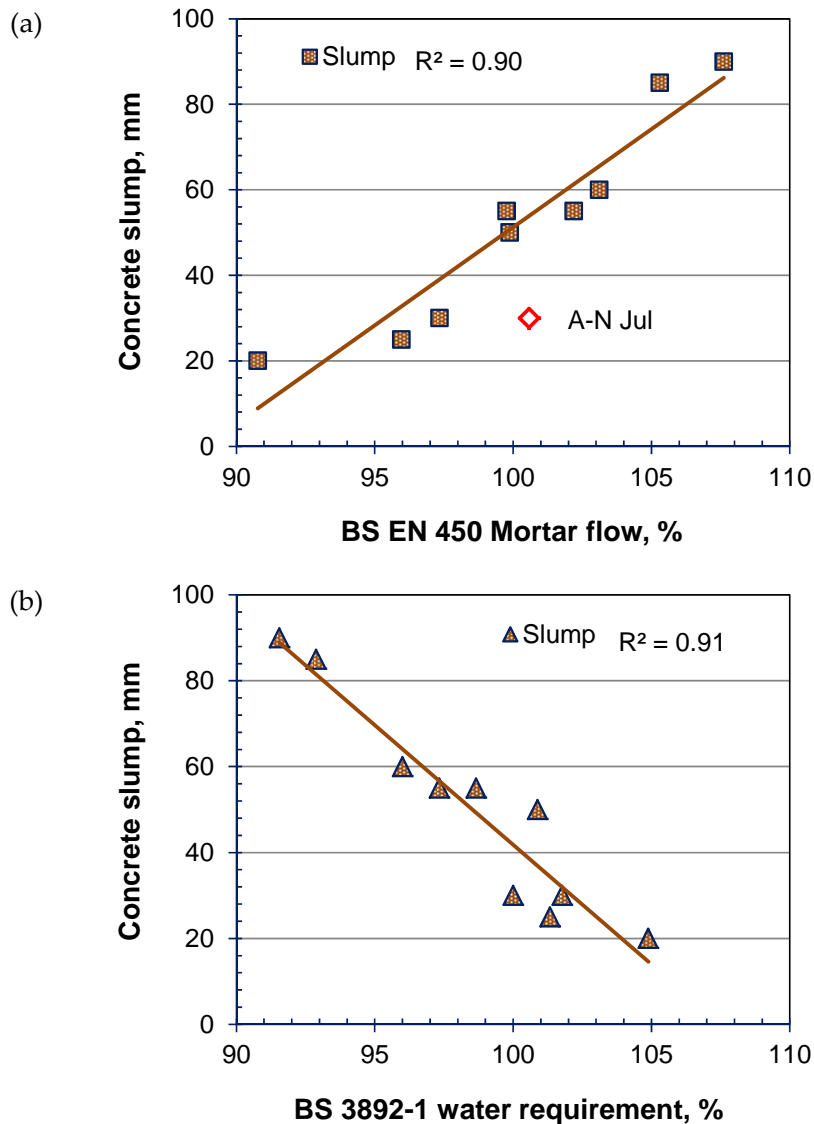 (a)
Concrete slump, mm
100
80
60
40
20
0
Slump R² = 0.90
A-N Jul
90 95 100 105 110
BS EN 450 Mortar flow, %
(b)
Concrete slump, mm
100
80
60
40
20
0
Slump R² = 0.91
90 95 100 105 110
BS 3892-1 water requirement, %